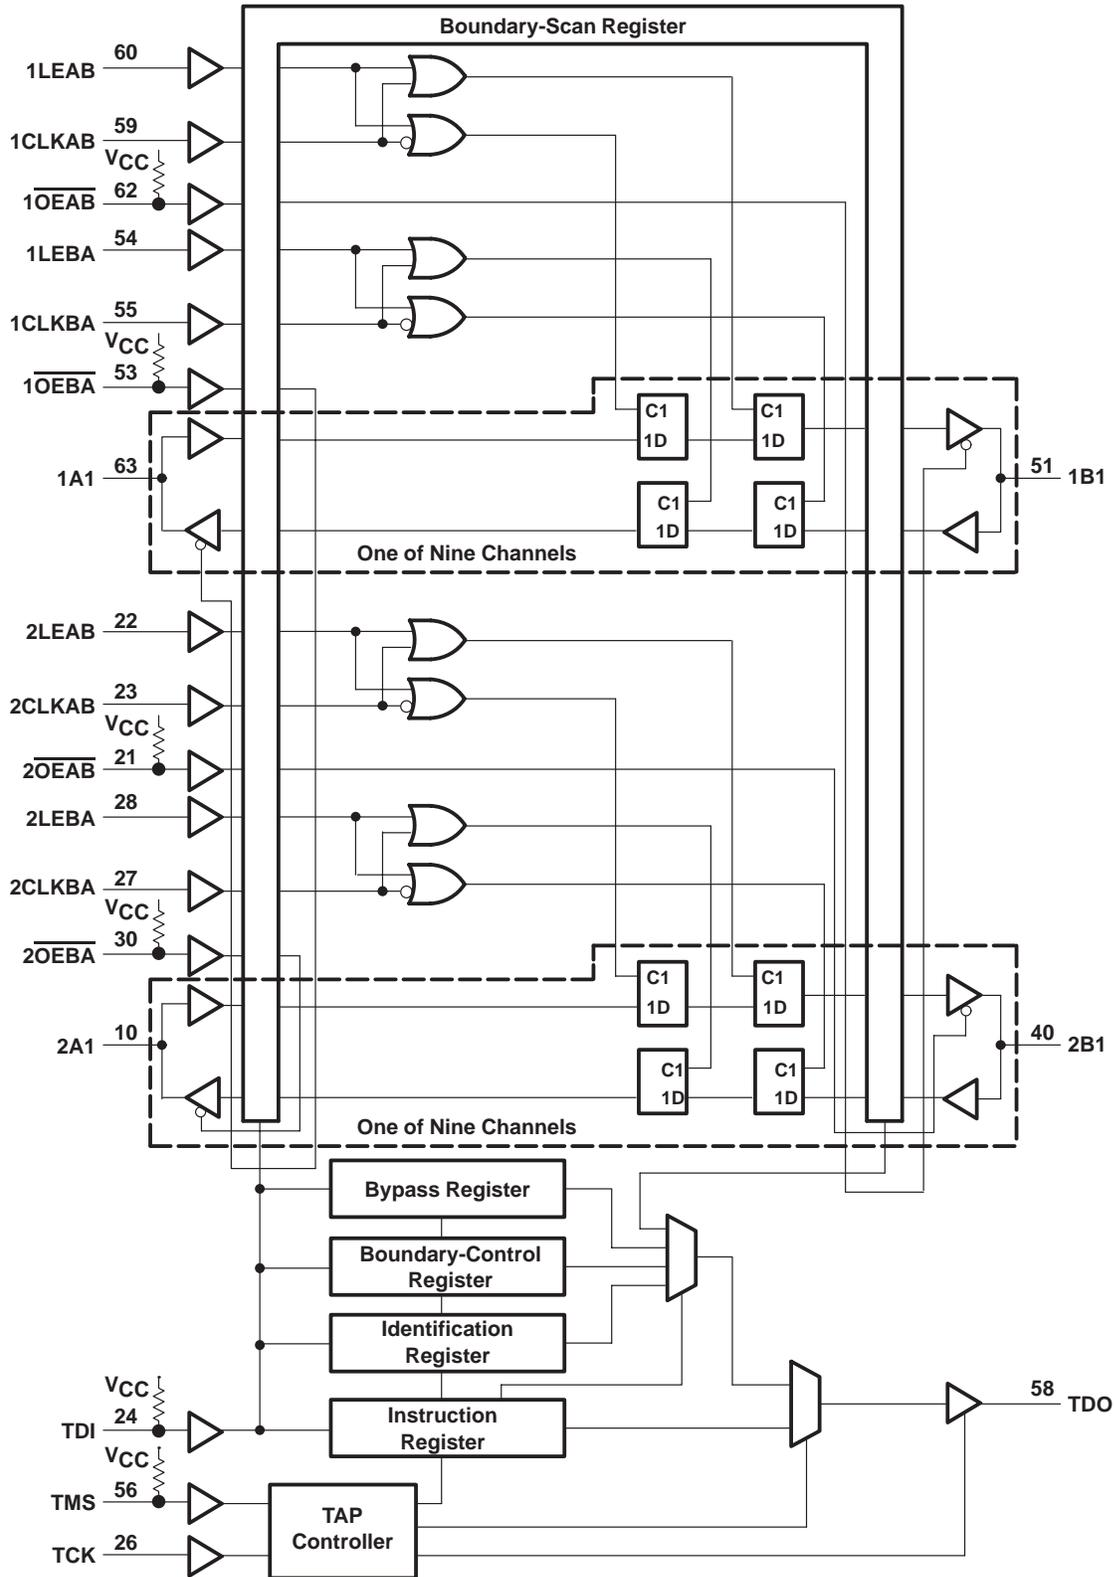 Boundary-Scan Register
1LEAB 60
1CLKAB 59
VCC
1OEAB 62
1LEBA 54
1CLKBA 55
VCC
1OEBA 53
C1 1D
C1 1D
1A1 63
51 1B1
C1 1D
C1 1D
One of Nine Channels
2LEAB 22
2CLKAB 23
VCC
2OEAB 21
2LEBA 28
2CLKBA 27
VCC
2OEBA 30
C1 1D
C1 1D
2A1 10
40 2B1
C1 1D
C1 1D
One of Nine Channels
Bypass Register
Boundary-Control
Register
Identification
Register
VCC
TDI 24
Instruction
Register
58 TDO
VCC
TMS 56
TAP
Controller
TCK 26